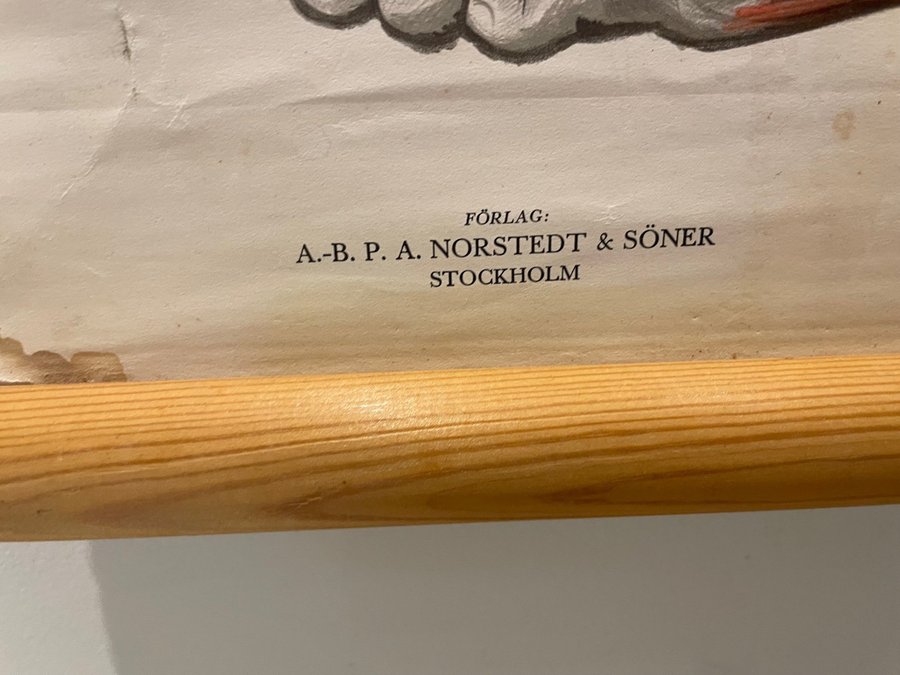 FÖRLAG:
A.-B. P. A. NORSTEDT & SÖNER
STOCKHOLM